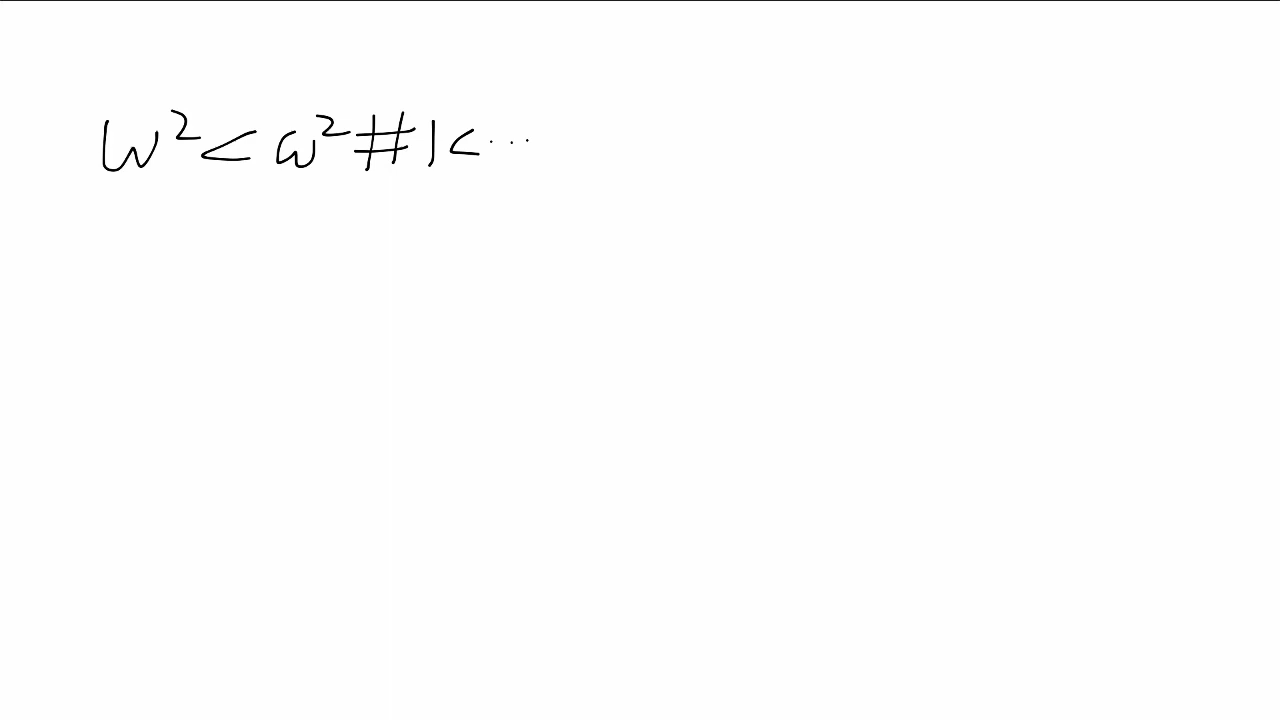 ω² < ω² # 1 < ...